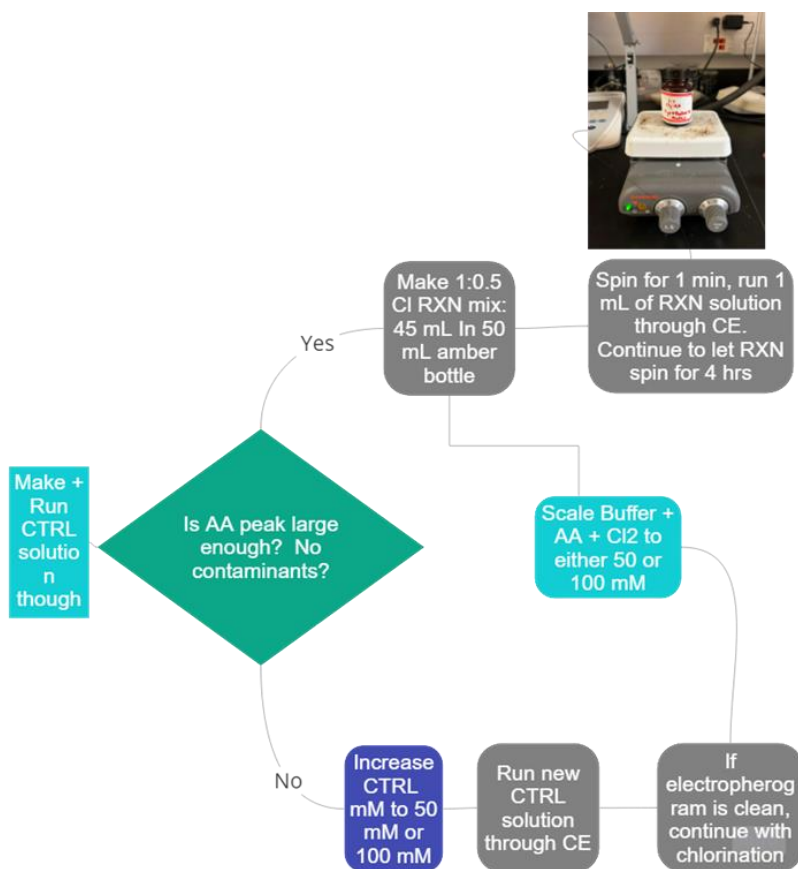 Make 1:0.5
Cl RXN mix:
45 mL In 50
mL amber
bottle
Spin for 1 min, run 1
mL of RXN solution
through CE.
Continue to let RXN
spin for 4 hrs
Yes
Make +
Run
CTRL
solutio
n
though
Is AA peak large
enough?  No
contaminants?
Scale Buffer +
AA + Cl2 to
either 50 or
100 mM
No
Increase
CTRL
mM to 50
mM or
100 mM
Run new
CTRL
solution
through CE
If
electropherog
ram is clean,
continue with
chlorination